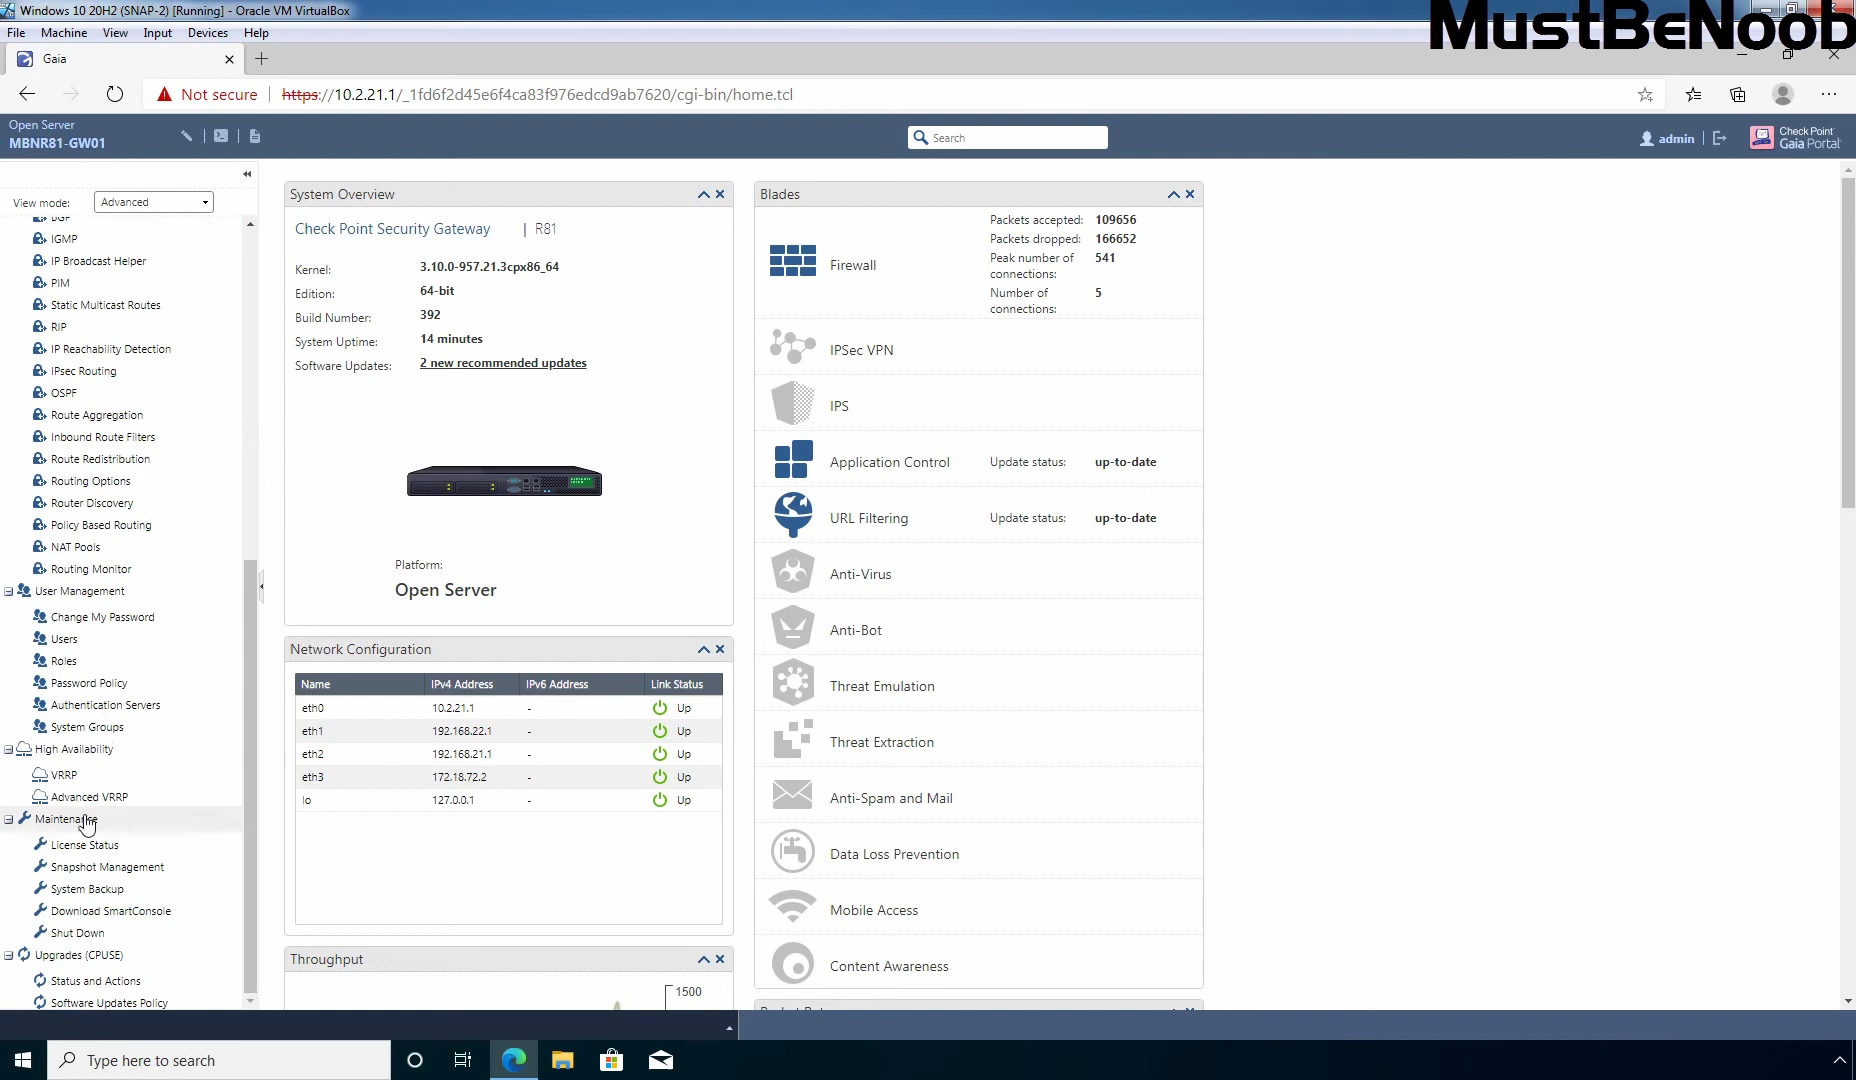 Windows 10 20H2 (SNAP-2) [Running] - Oracle VM VirtualBox
MustBeNoob
File Machine View Input Devices Help
Gaia
Not secure https://10.2.21.1/_1fd6f2d45e6f4ca83f976edcd9ab7620/cgi-bin/home.tcl
Open Server
MBNR81-GW01
Search
admin
Check Point
Gaia Portal
View mode: Advanced
BGP
IGMP
IP Broadcast Helper
PIM
Static Multicast Routes
RIP
IP Reachability Detection
IPsec Routing
OSPF
Route Aggregation
Inbound Route Filters
Route Redistribution
Routing Options
Router Discovery
Policy Based Routing
NAT Pools
Routing Monitor
User Management
Change My Password
Users
Roles
Password Policy
Authentication Servers
System Groups
High Availability
VRRP
Advanced VRRP
Maintenance
License Status
Snapshot Management
System Backup
Download SmartConsole
Shut Down
Upgrades (CPUSE)
Status and Actions
Software Updates Policy
System Overview
Check Point Security Gateway | R81
Kernel: 3.10.0-957.21.3cpx86_64
Edition: 64-bit
Build Number: 392
System Uptime: 14 minutes
Software Updates: 2 new recommended updates
Platform:
Open Server
Network Configuration
Name IPv4 Address IPv6 Address Link Status
eth0 10.2.21.1 - Up
eth1 192.168.22.1 - Up
eth2 192.168.21.1 - Up
eth3 172.18.72.2 - Up
lo 127.0.0.1 - Up
Throughput
1500
Blades
Firewall
Packets accepted: 109656
Packets dropped: 166652
Peak number of connections: 541
Number of connections: 5
IPSec VPN
IPS
Application Control Update status: up-to-date
URL Filtering Update status: up-to-date
Anti-Virus
Anti-Bot
Threat Emulation
Threat Extraction
Anti-Spam and Mail
Data Loss Prevention
Mobile Access
Content Awareness
Type here to search